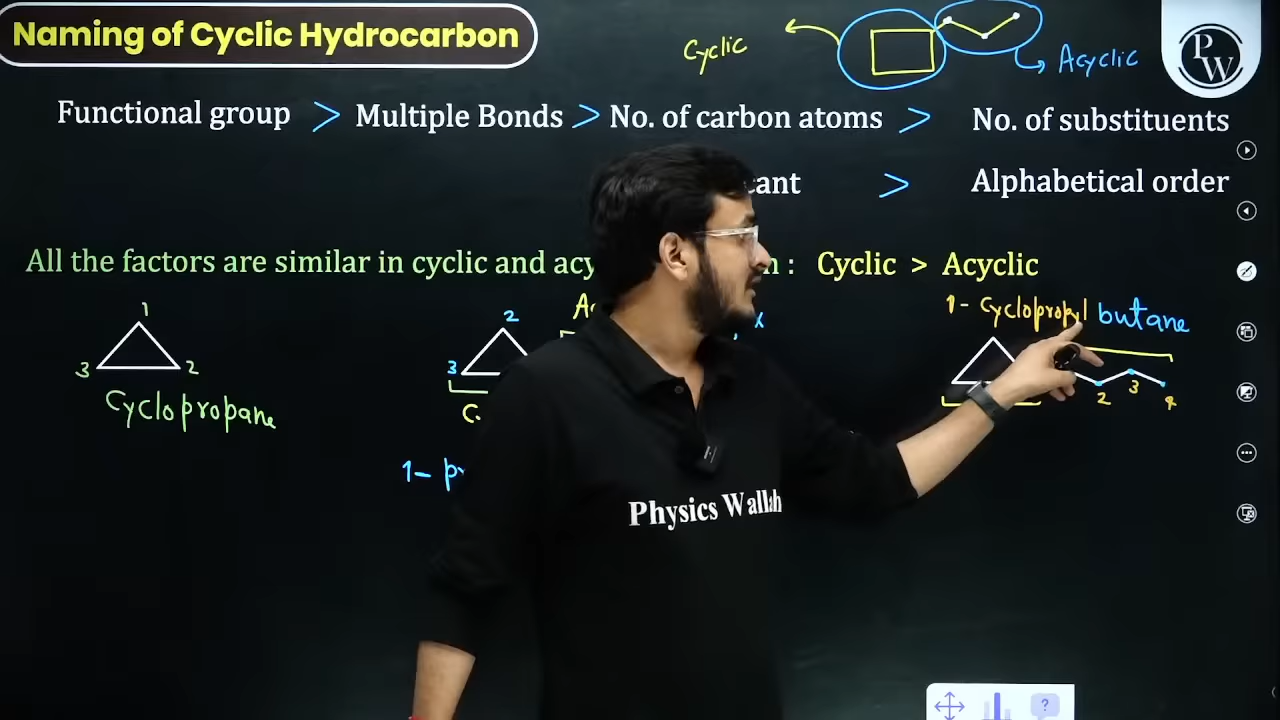 Naming of Cyclic Hydrocarbon
Cyclic
Acyclic
PW
Functional group > Multiple Bonds > No. of carbon atoms > No. of substituents
> Alphabetical order
All the factors are similar in cyclic and : Cyclic > Acyclic
1 - Cyclopropyl butane
1
3 2
Cyclopropane
2
3
x
2 3 4
1-
Physics Wallah
?